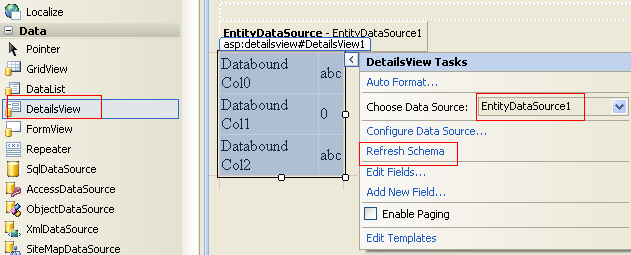 Localize
Data
Pointer
GridView
DataList
DetailsView
FormView
Repeater
SqlDataSource
AccessDataSource
ObjectDataSource
XmlDataSource
SiteMapDataSource
EntityDataSource - EntityDataSource1
asp:detailsview#DetailsView1
Databound Col0 abc
Databound Col1 0
Databound Col2 abc
DetailsView Tasks
Auto Format...
Choose Data Source: EntityDataSource1
Configure Data Source...
Refresh Schema
Edit Fields...
Add New Field...
Enable Paging
Edit Templates